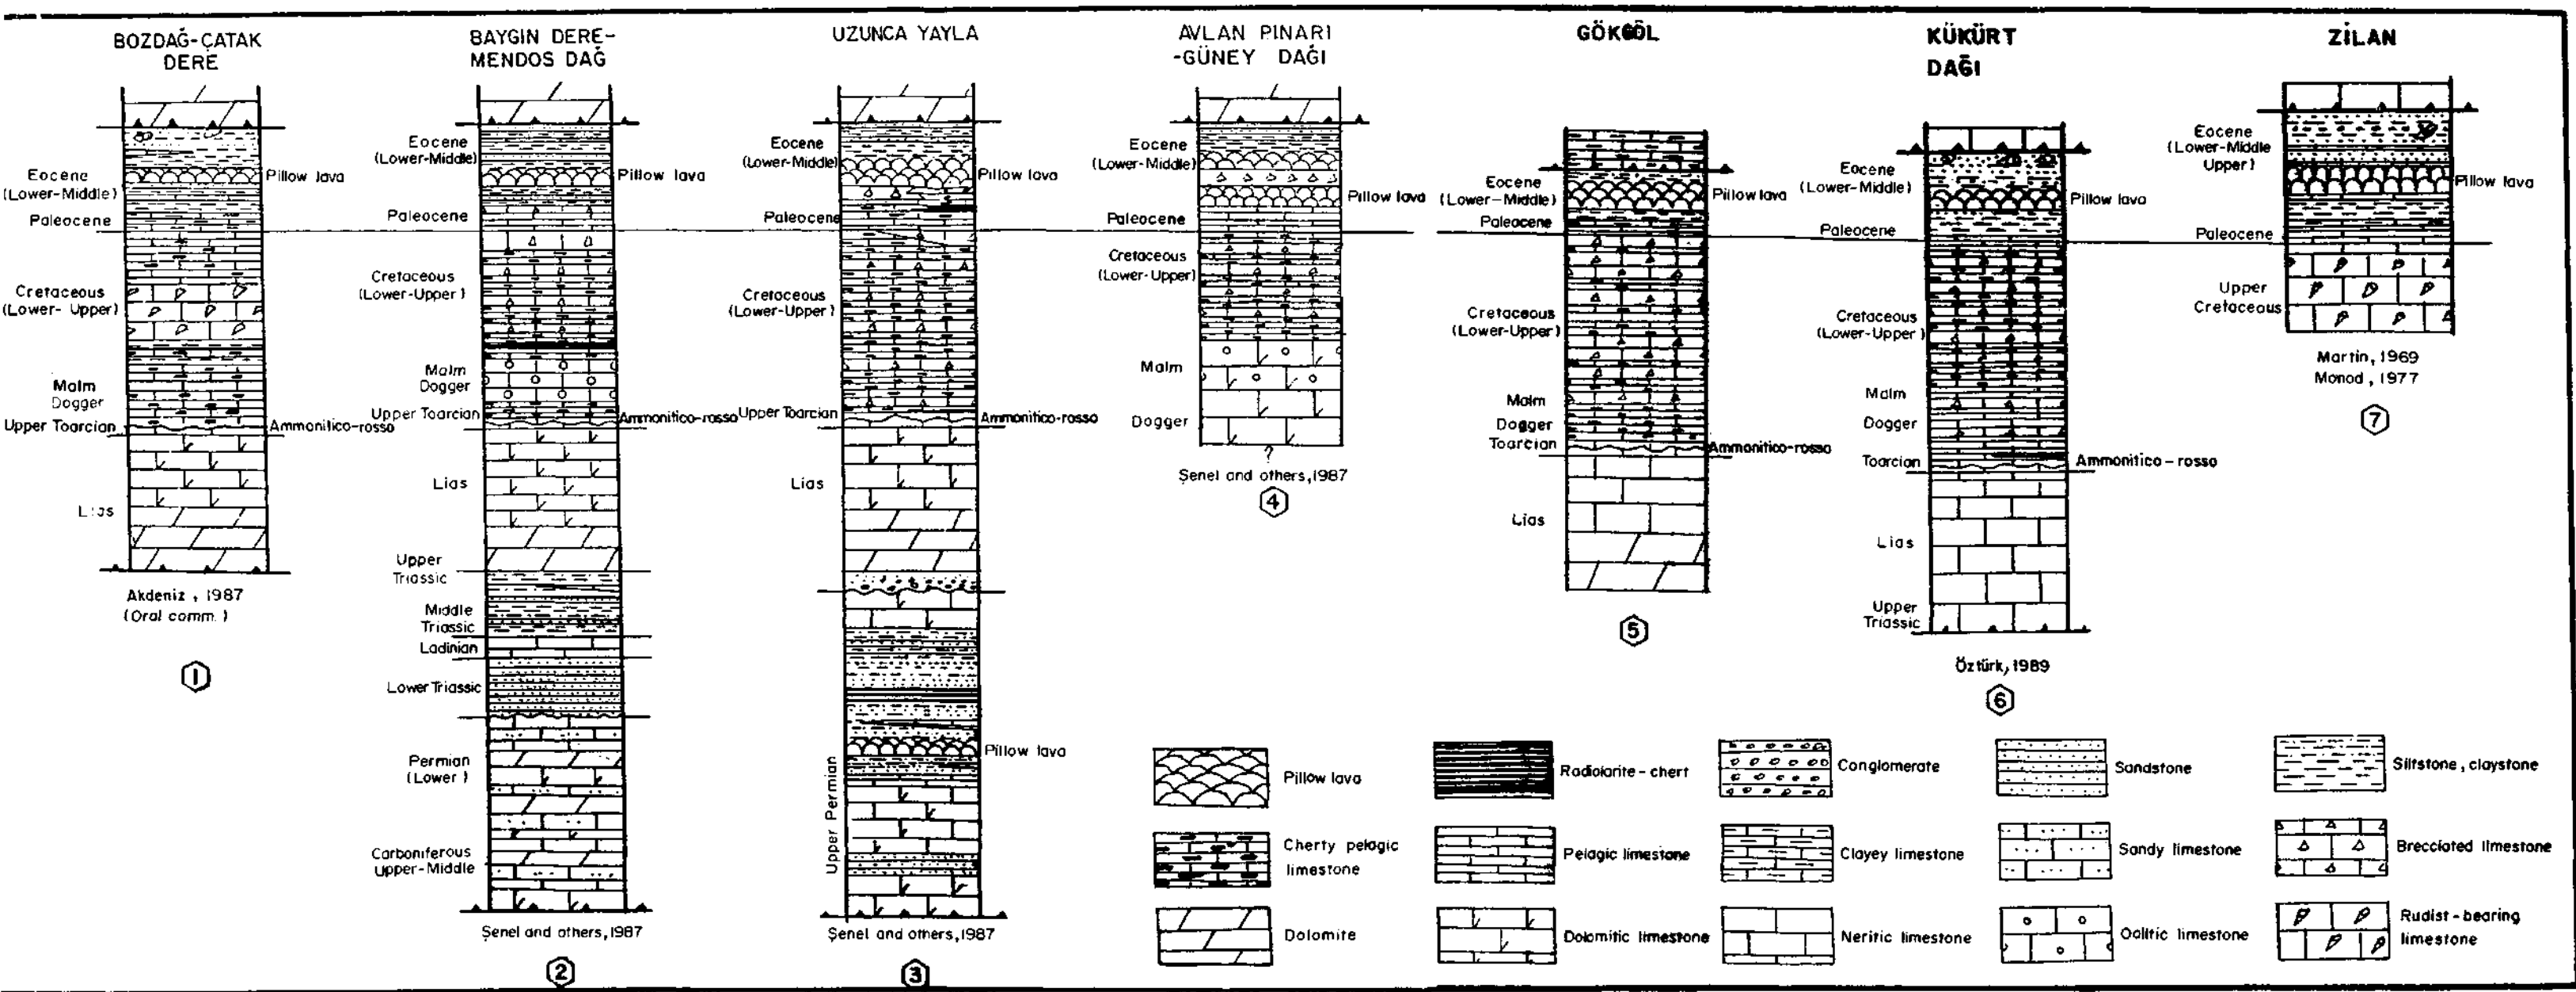 BOZDAĞ-ÇATAK
DERE
Eocene
(Lower-Middle)
Paleocene
Cretaceous
(Lower- Upper)
Malm
Dogger
Upper Toarcian
Lias
Pillow lava
Ammonitico-rosso
Akdeniz, 1987
(Oral comm.)
1
BAYGIN DERE-
MENDOS DAĞ
Eocene
(Lower-Middle)
Paleocene
Cretaceous
(Lower-Upper)
Malm
Dogger
Upper Toarcian
Lias
Upper
Triassic
Middle
Triassic
Ladinian
Lower Triassic
Permian
(Lower)
Carboniferous
Upper-Middle
Pillow lava
Ammonitico-rosso
Şenel and others, 1987
2
UZUNCA YAYLA
Eocene
(Lower-Middle)
Paleocene
Cretaceous
(Lower-Upper)
Upper Toarcian
Lias
Upper Permian
Pillow lava
Ammonitico-rosso
Pillow lava
Şenel and others, 1987
3
AVLAN PINARI
-GÜNEY DAĞI
Eocene
(Lower-Middle)
Paleocene
Cretaceous
(Lower-Upper)
Malm
Dogger
Pillow lava
?
Şenel and others, 1987
4
GÖKGÖL
Eocene
(Lower-Middle)
Paleocene
Cretaceous
(Lower-Upper)
Malm
Dogger
Toarcian
Lias
Pillow lava
Ammonitico-rosso
5
KÜKÜRT
DAĞI
Eocene
(Lower-Middle)
Paleocene
Cretaceous
(Lower-Upper)
Malm
Dogger
Toarcian
Lias
Upper
Triassic
Pillow lava
Ammonitico-rosso
Öztürk, 1989
6
ZİLAN
Eocene
(Lower-Middle
Upper)
Paleocene
Upper
Cretaceous
Pillow lava
Martin, 1969
Monod, 1977
7
Pillow lava
Radiolarite-chert
Conglomerate
Sandstone
Siltstone, claystone
Cherty pelagic
limestone
Pelagic limestone
Clayey limestone
Sandy limestone
Brecciated limestone
Dolomite
Dolomitic limestone
Neritic limestone
Oolitic limestone
Rudist-bearing
limestone